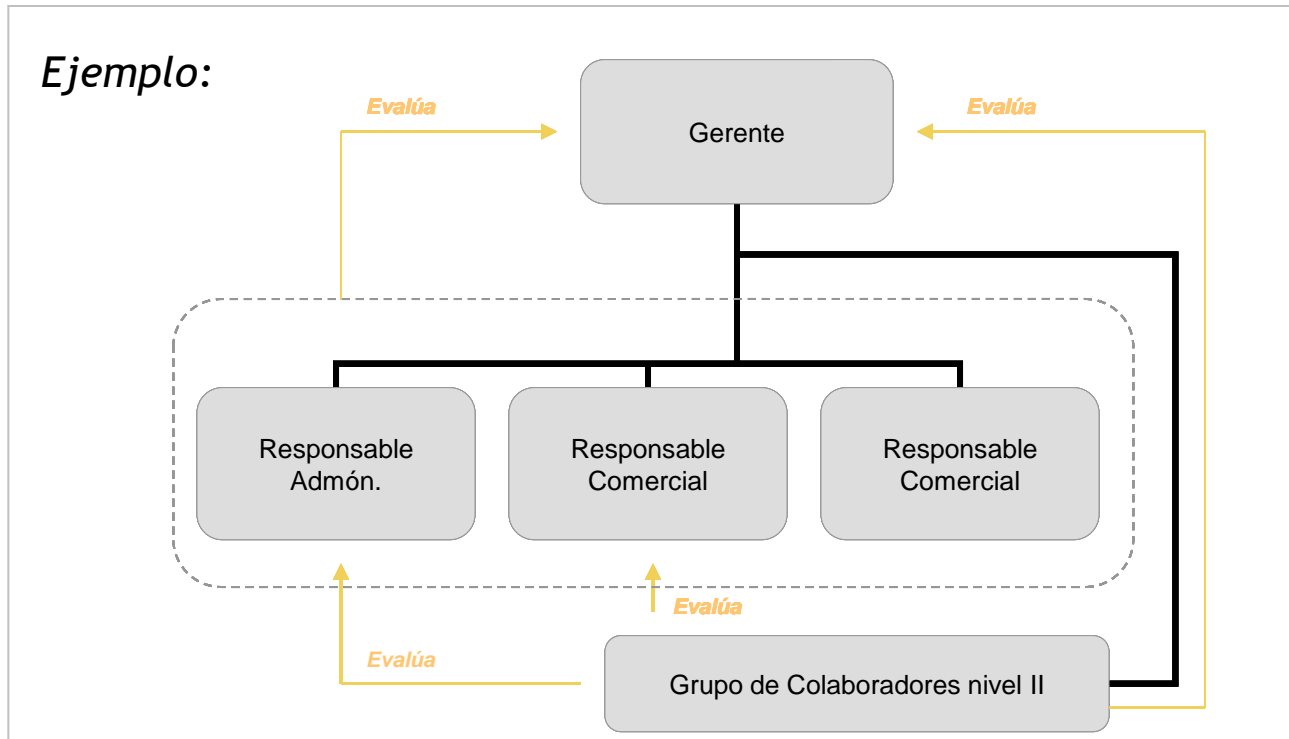 Ejemplo:
Evalúa
Evalúa
Gerente
Responsable
Admón.
Responsable
Comercial
Responsable
Comercial
Evalúa
Evalúa
Grupo de Colaboradores nivel II